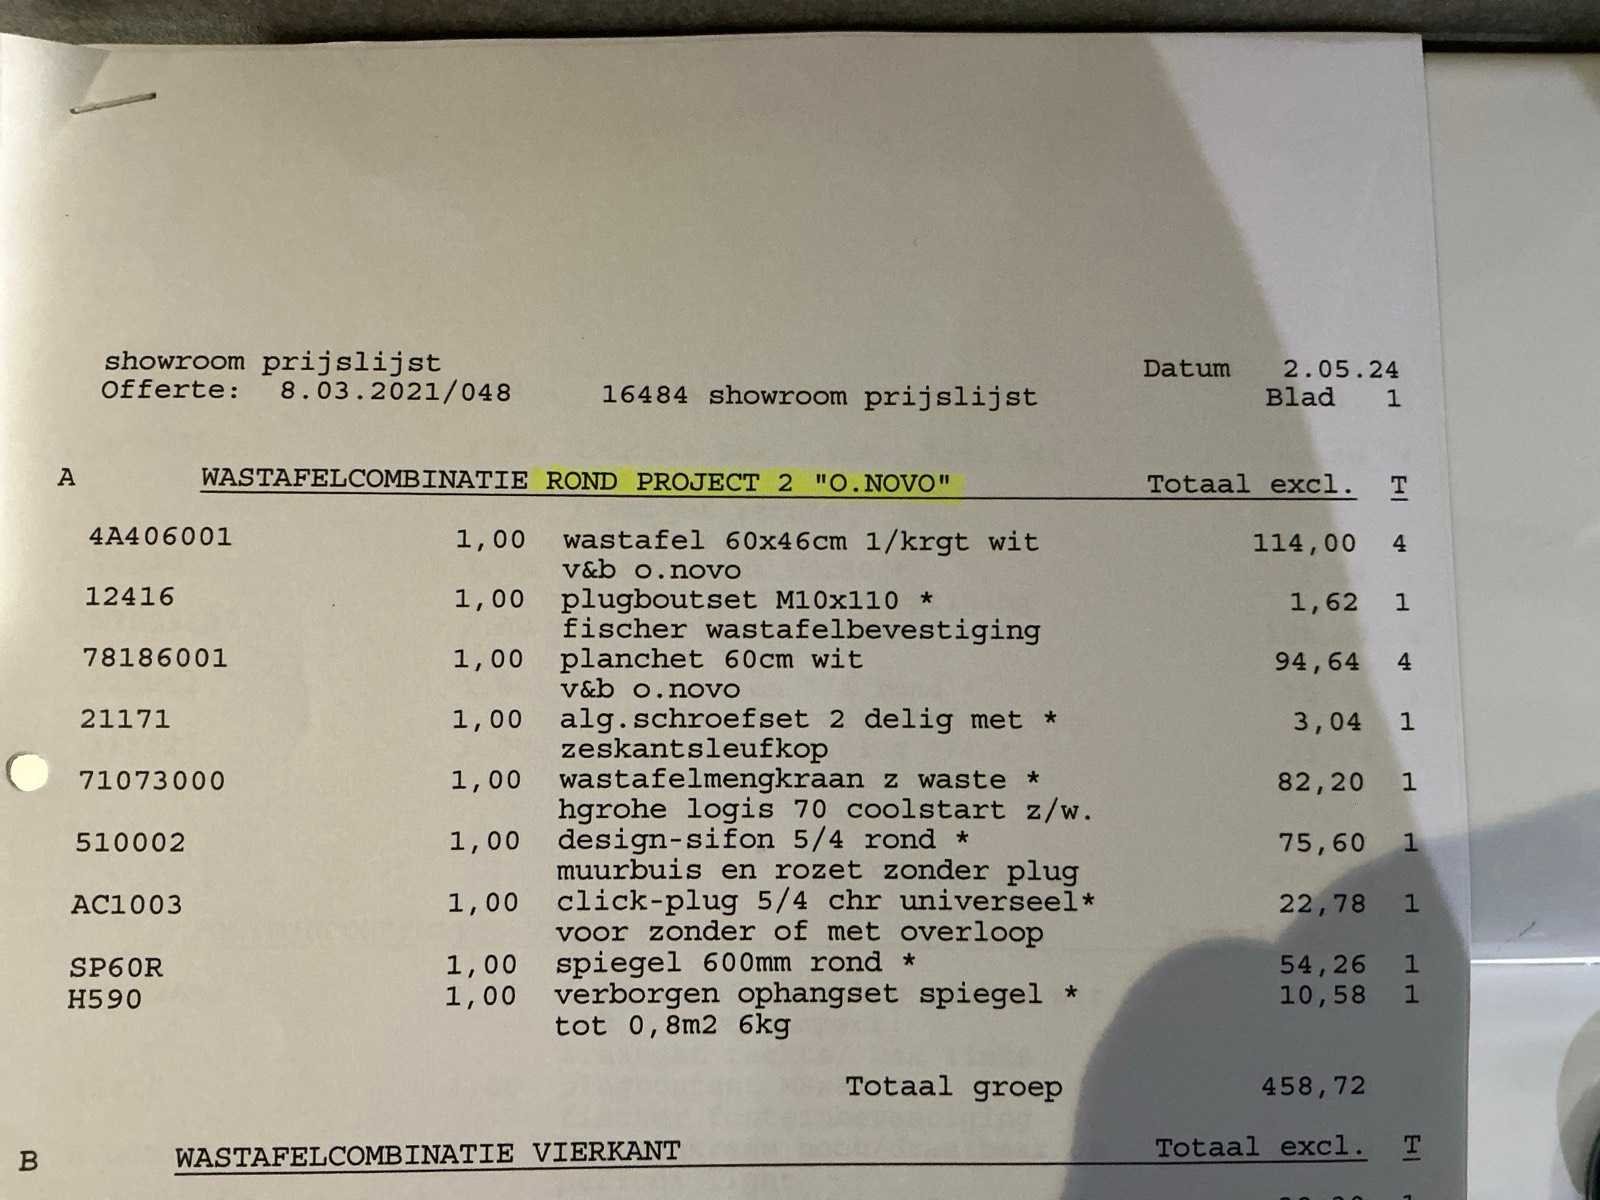 showroom prijslijst
Datum 2.05.24
Offerte: 8.03.2021/048 16484 showroom prijslijst Blad 1
A WASTAFELCOMBINATIE ROND PROJECT 2 "O.NOVO" Totaal excl. T
4A406001 1,00 wastafel 60x46cm 1/krgt wit 114,00 4
v&b o.novo
12416 1,00 plugboutset M10x110 * 1,62 1
fischer wastafelbevestiging
78186001 1,00 planchet 60cm wit 94,64 4
v&b o.novo
21171 1,00 alg.schroefset 2 delig met * 3,04 1
zeskantsleufkop
71073000 1,00 wastafelmengkraan z waste * 82,20 1
hgrohe logis 70 coolstart z/w.
510002 1,00 design-sifon 5/4 rond * 75,60 1
muurbuis en rozet zonder plug
AC1003 1,00 click-plug 5/4 chr universeel* 22,78 1
voor zonder of met overloop
SP60R 1,00 spiegel 600mm rond * 54,26 1
H590 1,00 verborgen ophangset spiegel * 10,58 1
tot 0,8m2 6kg
Totaal groep 458,72
B WASTAFELCOMBINATIE VIERKANT Totaal excl. T